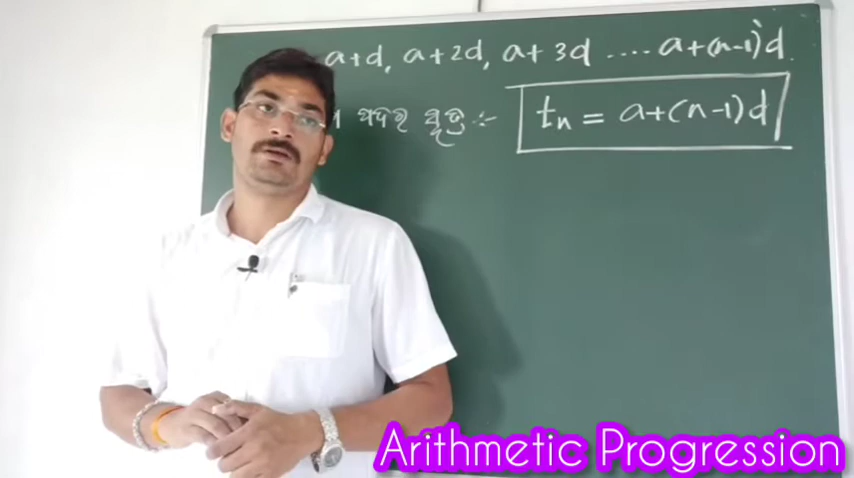 a+d, a+2d, a+3d .... a+(n-1)d.
ପଦର ସୂତ୍ର :- tn = a+(n-1)d
Arithmetic Progression